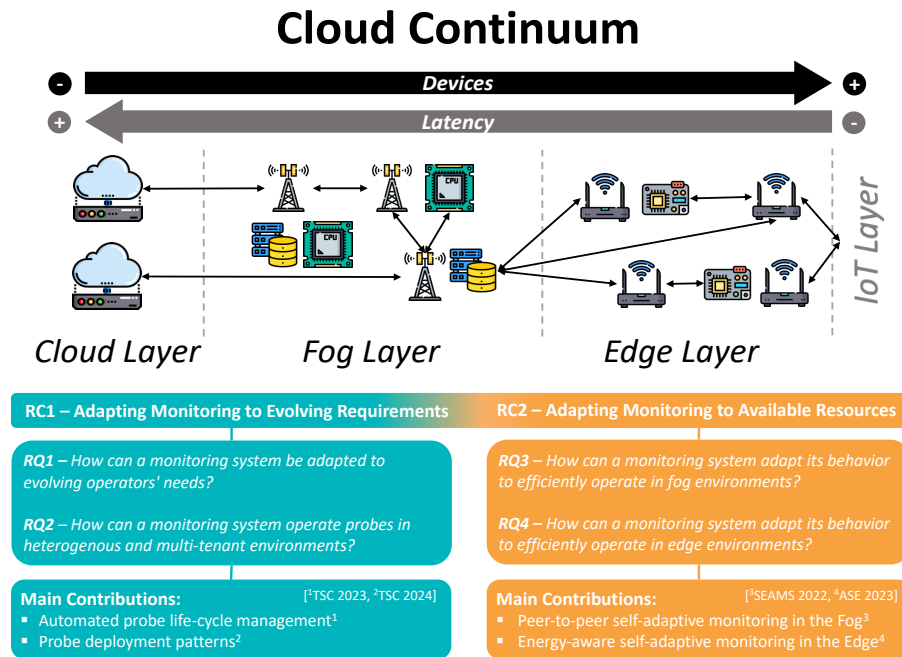 Cloud Continuum
- Devices +
+ Latency -
CPU
CPU
IoT Layer
Cloud Layer
Fog Layer
Edge Layer
RC1 – Adapting Monitoring to Evolving Requirements
RC2 – Adapting Monitoring to Available Resources
RQ1 – How can a monitoring system be adapted to
evolving operators' needs?
RQ2 – How can a monitoring system operate probes in
heterogenous and multi-tenant environments?
RQ3 – How can a monitoring system adapt its behavior
to efficiently operate in fog environments?
RQ4 – How can a monitoring system adapt its behavior
to efficiently operate in edge environments?
Main Contributions: [¹TSC 2023, ²TSC 2024]
▪ Automated probe life-cycle management¹
▪ Probe deployment patterns²
Main Contributions: [³SEAMS 2022, ⁴ASE 2023]
▪ Peer-to-peer self-adaptive monitoring in the Fog³
▪ Energy-aware self-adaptive monitoring in the Edge⁴